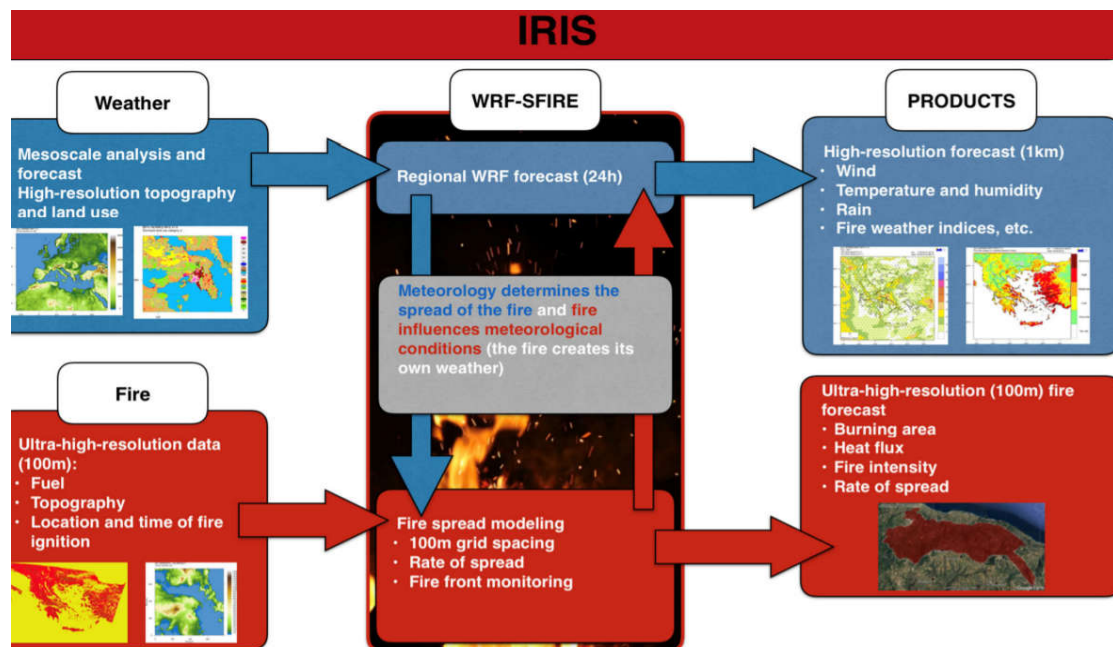 IRIS
Weather
Mesoscale analysis and
forecast
High-resolution topography
and land use
WRF-SFIRE
Regional WRF forecast (24h)
Meteorology determines the
spread of the fire and fire
influences meteorological
conditions (the fire creates its
own weather)
PRODUCTS
High-resolution forecast (1km)
• Wind
• Temperature and humidity
• Rain
• Fire weather indices, etc.
Fire
Ultra-high-resolution data
(100m):
• Fuel
• Topography
• Location and time of fire
ignition
Fire spread modeling
• 100m grid spacing
• Rate of spread
• Fire front monitoring
Ultra-high-resolution (100m) fire
forecast
• Burning area
• Heat flux
• Fire intensity
• Rate of spread